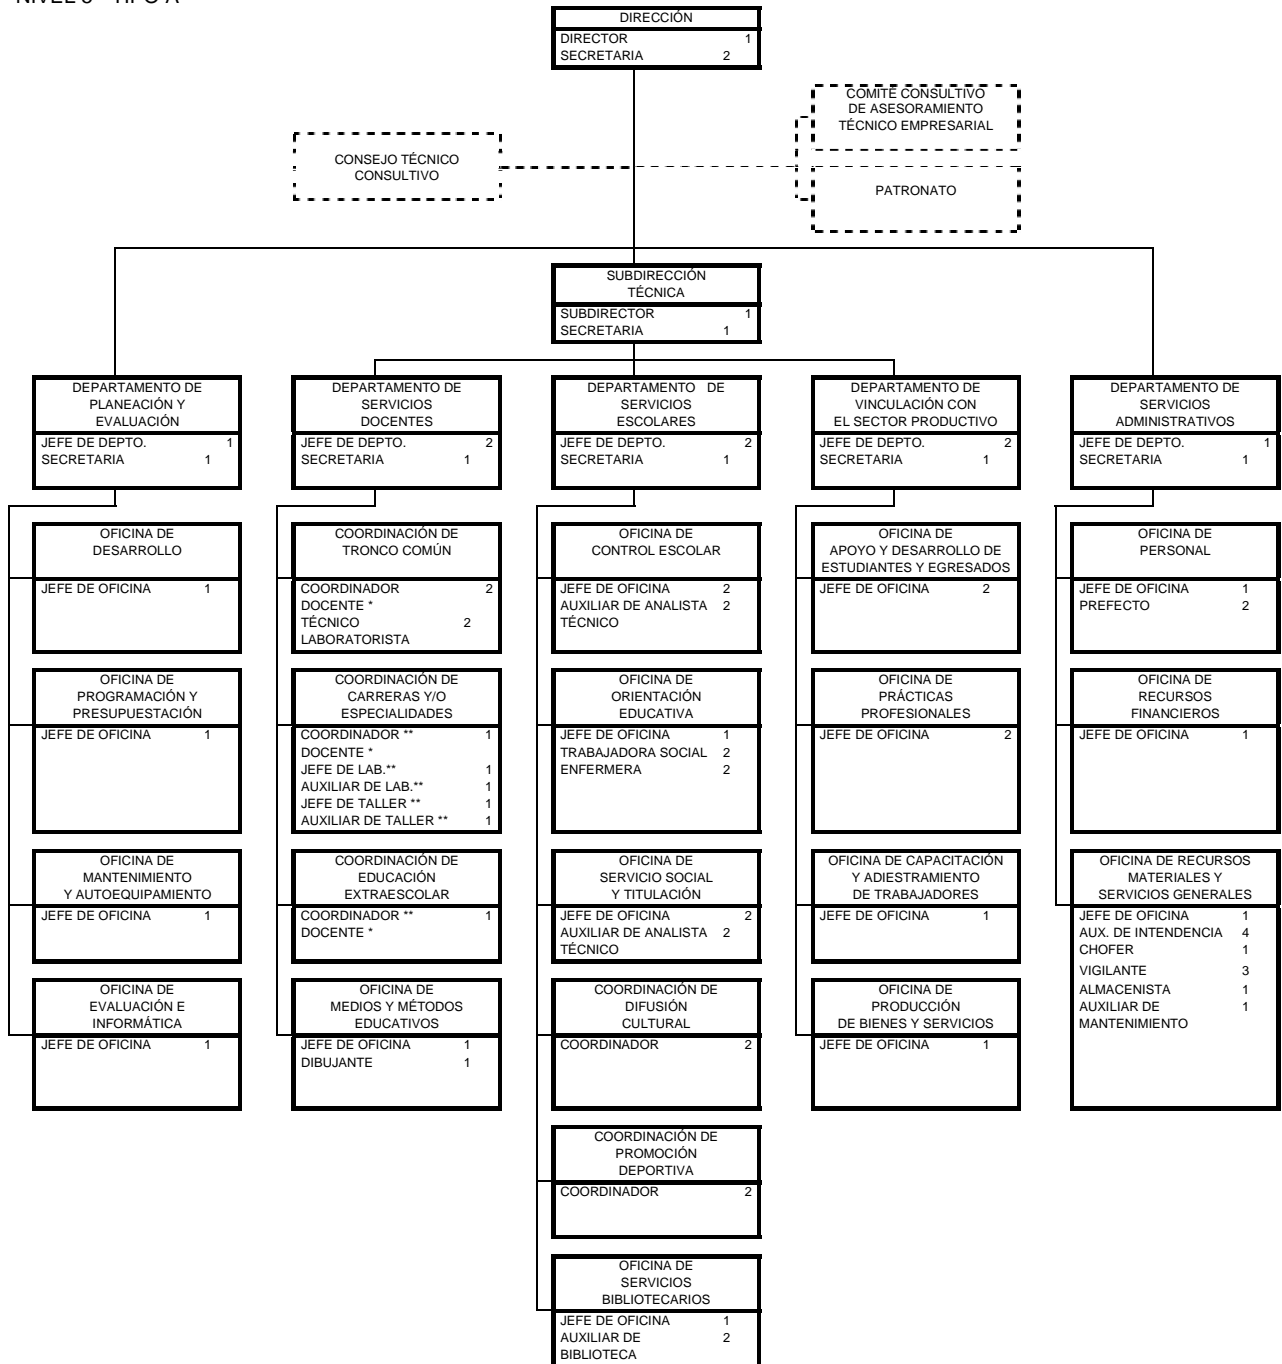 DIRECCIÓN
DIRECTOR 1
SECRETARIA 2
COMITÉ CONSULTIVO
DE ASESORAMIENTO
TÉCNICO EMPRESARIAL
CONSEJO TÉCNICO
CONSULTIVO
PATRONATO
SUBDIRECCIÓN
TÉCNICA
SUBDIRECTOR 1
SECRETARIA 1
DEPARTAMENTO DE
PLANEACIÓN Y
EVALUACIÓN
JEFE DE DEPTO. 1
SECRETARIA 1
DEPARTAMENTO DE
SERVICIOS
DOCENTES
JEFE DE DEPTO. 2
SECRETARIA 1
DEPARTAMENTO DE
SERVICIOS
ESCOLARES
JEFE DE DEPTO. 2
SECRETARIA 1
DEPARTAMENTO DE
VINCULACIÓN CON
EL SECTOR PRODUCTIVO
JEFE DE DEPTO. 2
SECRETARIA 1
DEPARTAMENTO DE
SERVICIOS
ADMINISTRATIVOS
JEFE DE DEPTO. 1
SECRETARIA 1
OFICINA DE
DESARROLLO
JEFE DE OFICINA 1
OFICINA DE
PROGRAMACIÓN Y
PRESUPUESTACIÓN
JEFE DE OFICINA 1
OFICINA DE
MANTENIMIENTO
Y AUTOEQUIPAMIENTO
JEFE DE OFICINA 1
OFICINA DE
EVALUACIÓN E
INFORMÁTICA
JEFE DE OFICINA 1
COORDINACIÓN DE
TRONCO COMÚN
COORDINADOR 2
DOCENTE *
TÉCNICO 2
LABORATORISTA
COORDINACIÓN DE
CARRERAS Y/O
ESPECIALIDADES
COORDINADOR ** 1
DOCENTE *
JEFE DE LAB.** 1
AUXILIAR DE LAB.** 1
JEFE DE TALLER ** 1
AUXILIAR DE TALLER ** 1
COORDINACIÓN DE
EDUCACIÓN
EXTRAESCOLAR
COORDINADOR ** 1
DOCENTE *
OFICINA DE
MEDIOS Y MÉTODOS
EDUCATIVOS
JEFE DE OFICINA 1
DIBUJANTE 1
OFICINA DE
CONTROL ESCOLAR
JEFE DE OFICINA 2
AUXILIAR DE ANALISTA 2
TÉCNICO
OFICINA DE
ORIENTACIÓN
EDUCATIVA
JEFE DE OFICINA 1
TRABAJADORA SOCIAL 2
ENFERMERA 2
OFICINA DE
SERVICIO SOCIAL
Y TITULACIÓN
JEFE DE OFICINA 2
AUXILIAR DE ANALISTA 2
TÉCNICO
COORDINACIÓN DE
DIFUSIÓN
CULTURAL
COORDINADOR 2
COORDINACIÓN DE
PROMOCIÓN
DEPORTIVA
COORDINADOR 2
OFICINA DE
SERVICIOS
BIBLIOTECARIOS
JEFE DE OFICINA 1
AUXILIAR DE 2
BIBLIOTECA
OFICINA DE
APOYO Y DESARROLLO DE
ESTUDIANTES Y EGRESADOS
JEFE DE OFICINA 2
OFICINA DE
PRÁCTICAS
PROFESIONALES
JEFE DE OFICINA 2
OFICINA DE CAPACITACIÓN
Y ADIESTRAMIENTO
DE TRABAJADORES
JEFE DE OFICINA 1
OFICINA DE
PRODUCCIÓN
DE BIENES Y SERVICIOS
JEFE DE OFICINA 1
OFICINA DE
PERSONAL
JEFE DE OFICINA 1
PREFECTO 2
OFICINA DE
RECURSOS
FINANCIEROS
JEFE DE OFICINA 1
OFICINA DE RECURSOS
MATERIALES Y
SERVICIOS GENERALES
JEFE DE OFICINA 1
AUX. DE INTENDENCIA 4
CHOFER 1
VIGILANTE 3
ALMACENISTA 1
AUXILIAR DE 1
MANTENIMIENTO